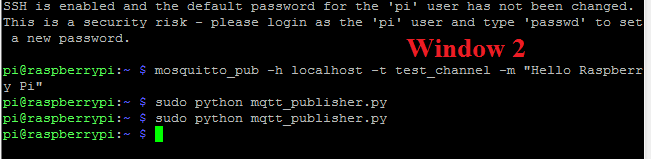 SSH is enabled and the default password for the 'pi' user has not been changed.
This is a security risk - please login as the 'pi' user and type 'passwd' to set
a new password.
Window 2
pi@raspberrypi:~ $ mosquitto_pub -h localhost -t test_channel -m "Hello Raspberr
y Pi"
pi@raspberrypi:~ $ sudo python mqtt_publisher.py
pi@raspberrypi:~ $ sudo python mqtt_publisher.py
pi@raspberrypi:~ $